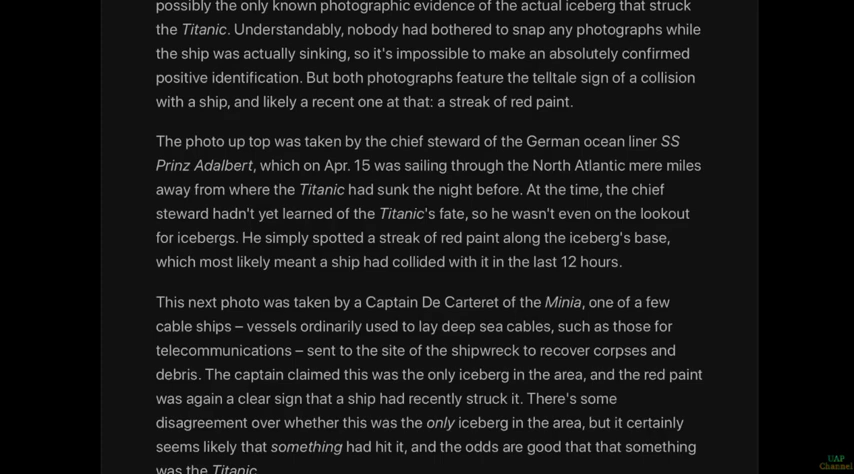 possibly the only known photographic evidence of the actual iceberg that struck
the Titanic. Understandably, nobody had bothered to snap any photographs while
the ship was actually sinking, so it's impossible to make an absolutely confirmed
positive identification. But both photographs feature the telltale sign of a collision
with a ship, and likely a recent one at that: a streak of red paint.
The photo up top was taken by the chief steward of the German ocean liner SS
Prinz Adalbert, which on Apr. 15 was sailing through the North Atlantic mere miles
away from where the Titanic had sunk the night before. At the time, the chief
steward hadn't yet learned of the Titanic's fate, so he wasn't even on the lookout
for icebergs. He simply spotted a streak of red paint along the iceberg's base,
which most likely meant a ship had collided with it in the last 12 hours.
This next photo was taken by a Captain De Carteret of the Minia, one of a few
cable ships – vessels ordinarily used to lay deep sea cables, such as those for
telecommunications – sent to the site of the shipwreck to recover corpses and
debris. The captain claimed this was the only iceberg in the area, and the red paint
was again a clear sign that a ship had recently struck it. There's some
disagreement over whether this was the only iceberg in the area, but it certainly
seems likely that something had hit it, and the odds are good that that something
was the Titanic.
UAP
Channel